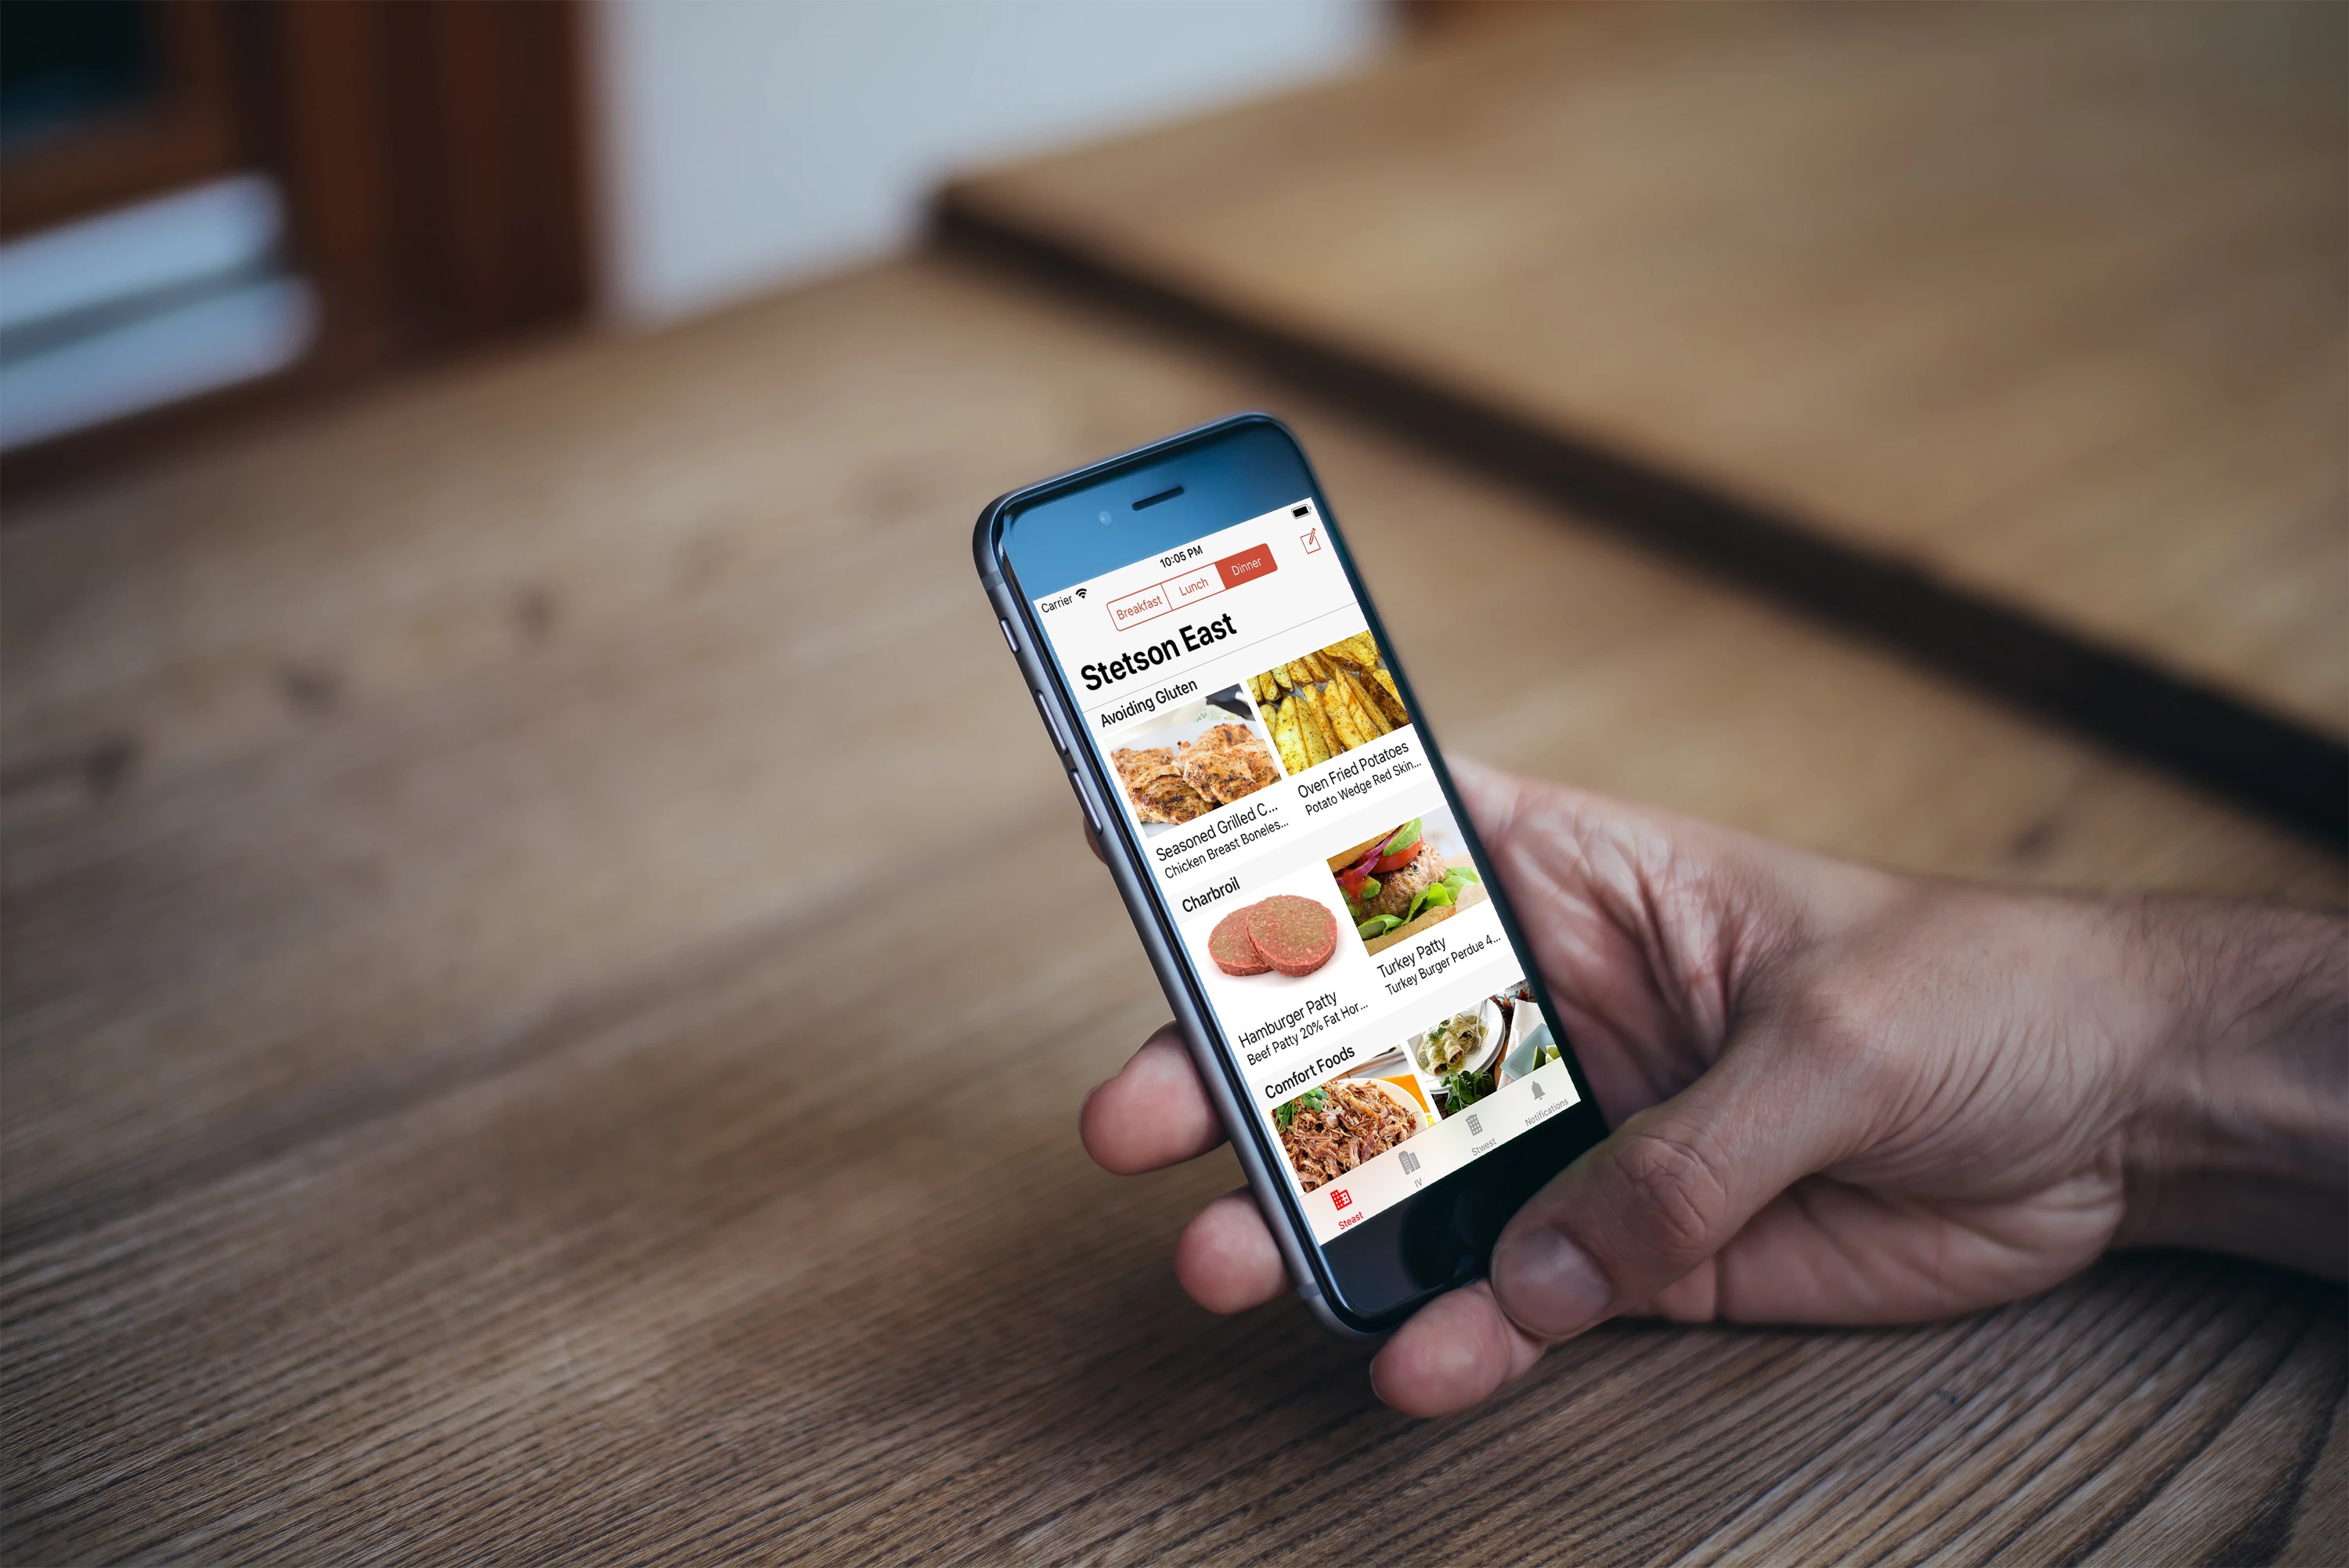 Carrier 10:05 PM
Breakfast Lunch Dinner
Stetson East
Avoiding Gluten
Seasoned Grilled C...
Chicken Breast Boneles...
Oven Fried Potatoes
Potato Wedge Red Skin...
Charbroil
Hamburger Patty
Beef Patty 20% Fat Hor...
Turkey Patty
Turkey Burger Perdue 4...
Comfort Foods
Steast IV Stwest Notifications